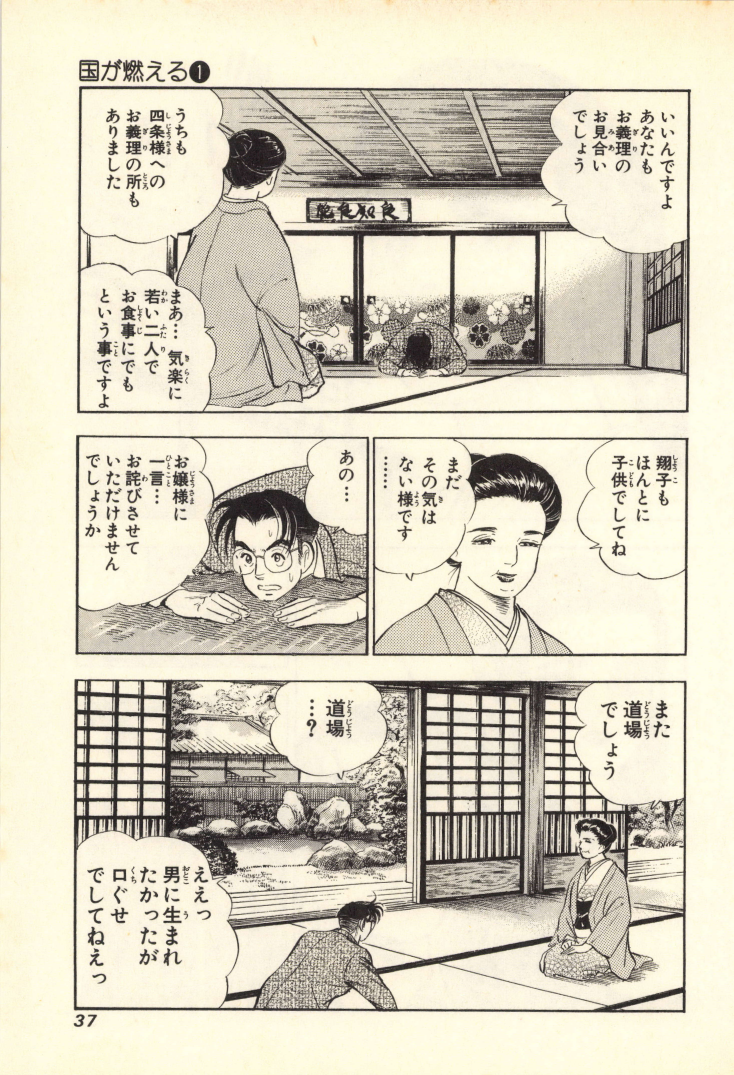 国が燃える❶
いいんですよ
あなたも
お義理の
お見合い
でしょう
うちも
四条様への
お義理の所も
ありました
まあ…気楽に
若い二人で
お食事にでも
という事ですよ
翔子も
ほんとに
子供でしてね
まだ
その気は
ない様です
……
あの…
お嬢様に
一言…
お詫びさせて
いただけません
でしょうか
また
道場
でしょう
道場
…?
ええっ
男に生まれ
たかったが
口ぐせ
でしてねえっ
37